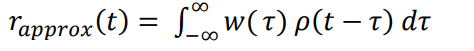 r_approx(t) = ∫_{-∞}^{∞} w(τ) ρ(t − τ) dτ